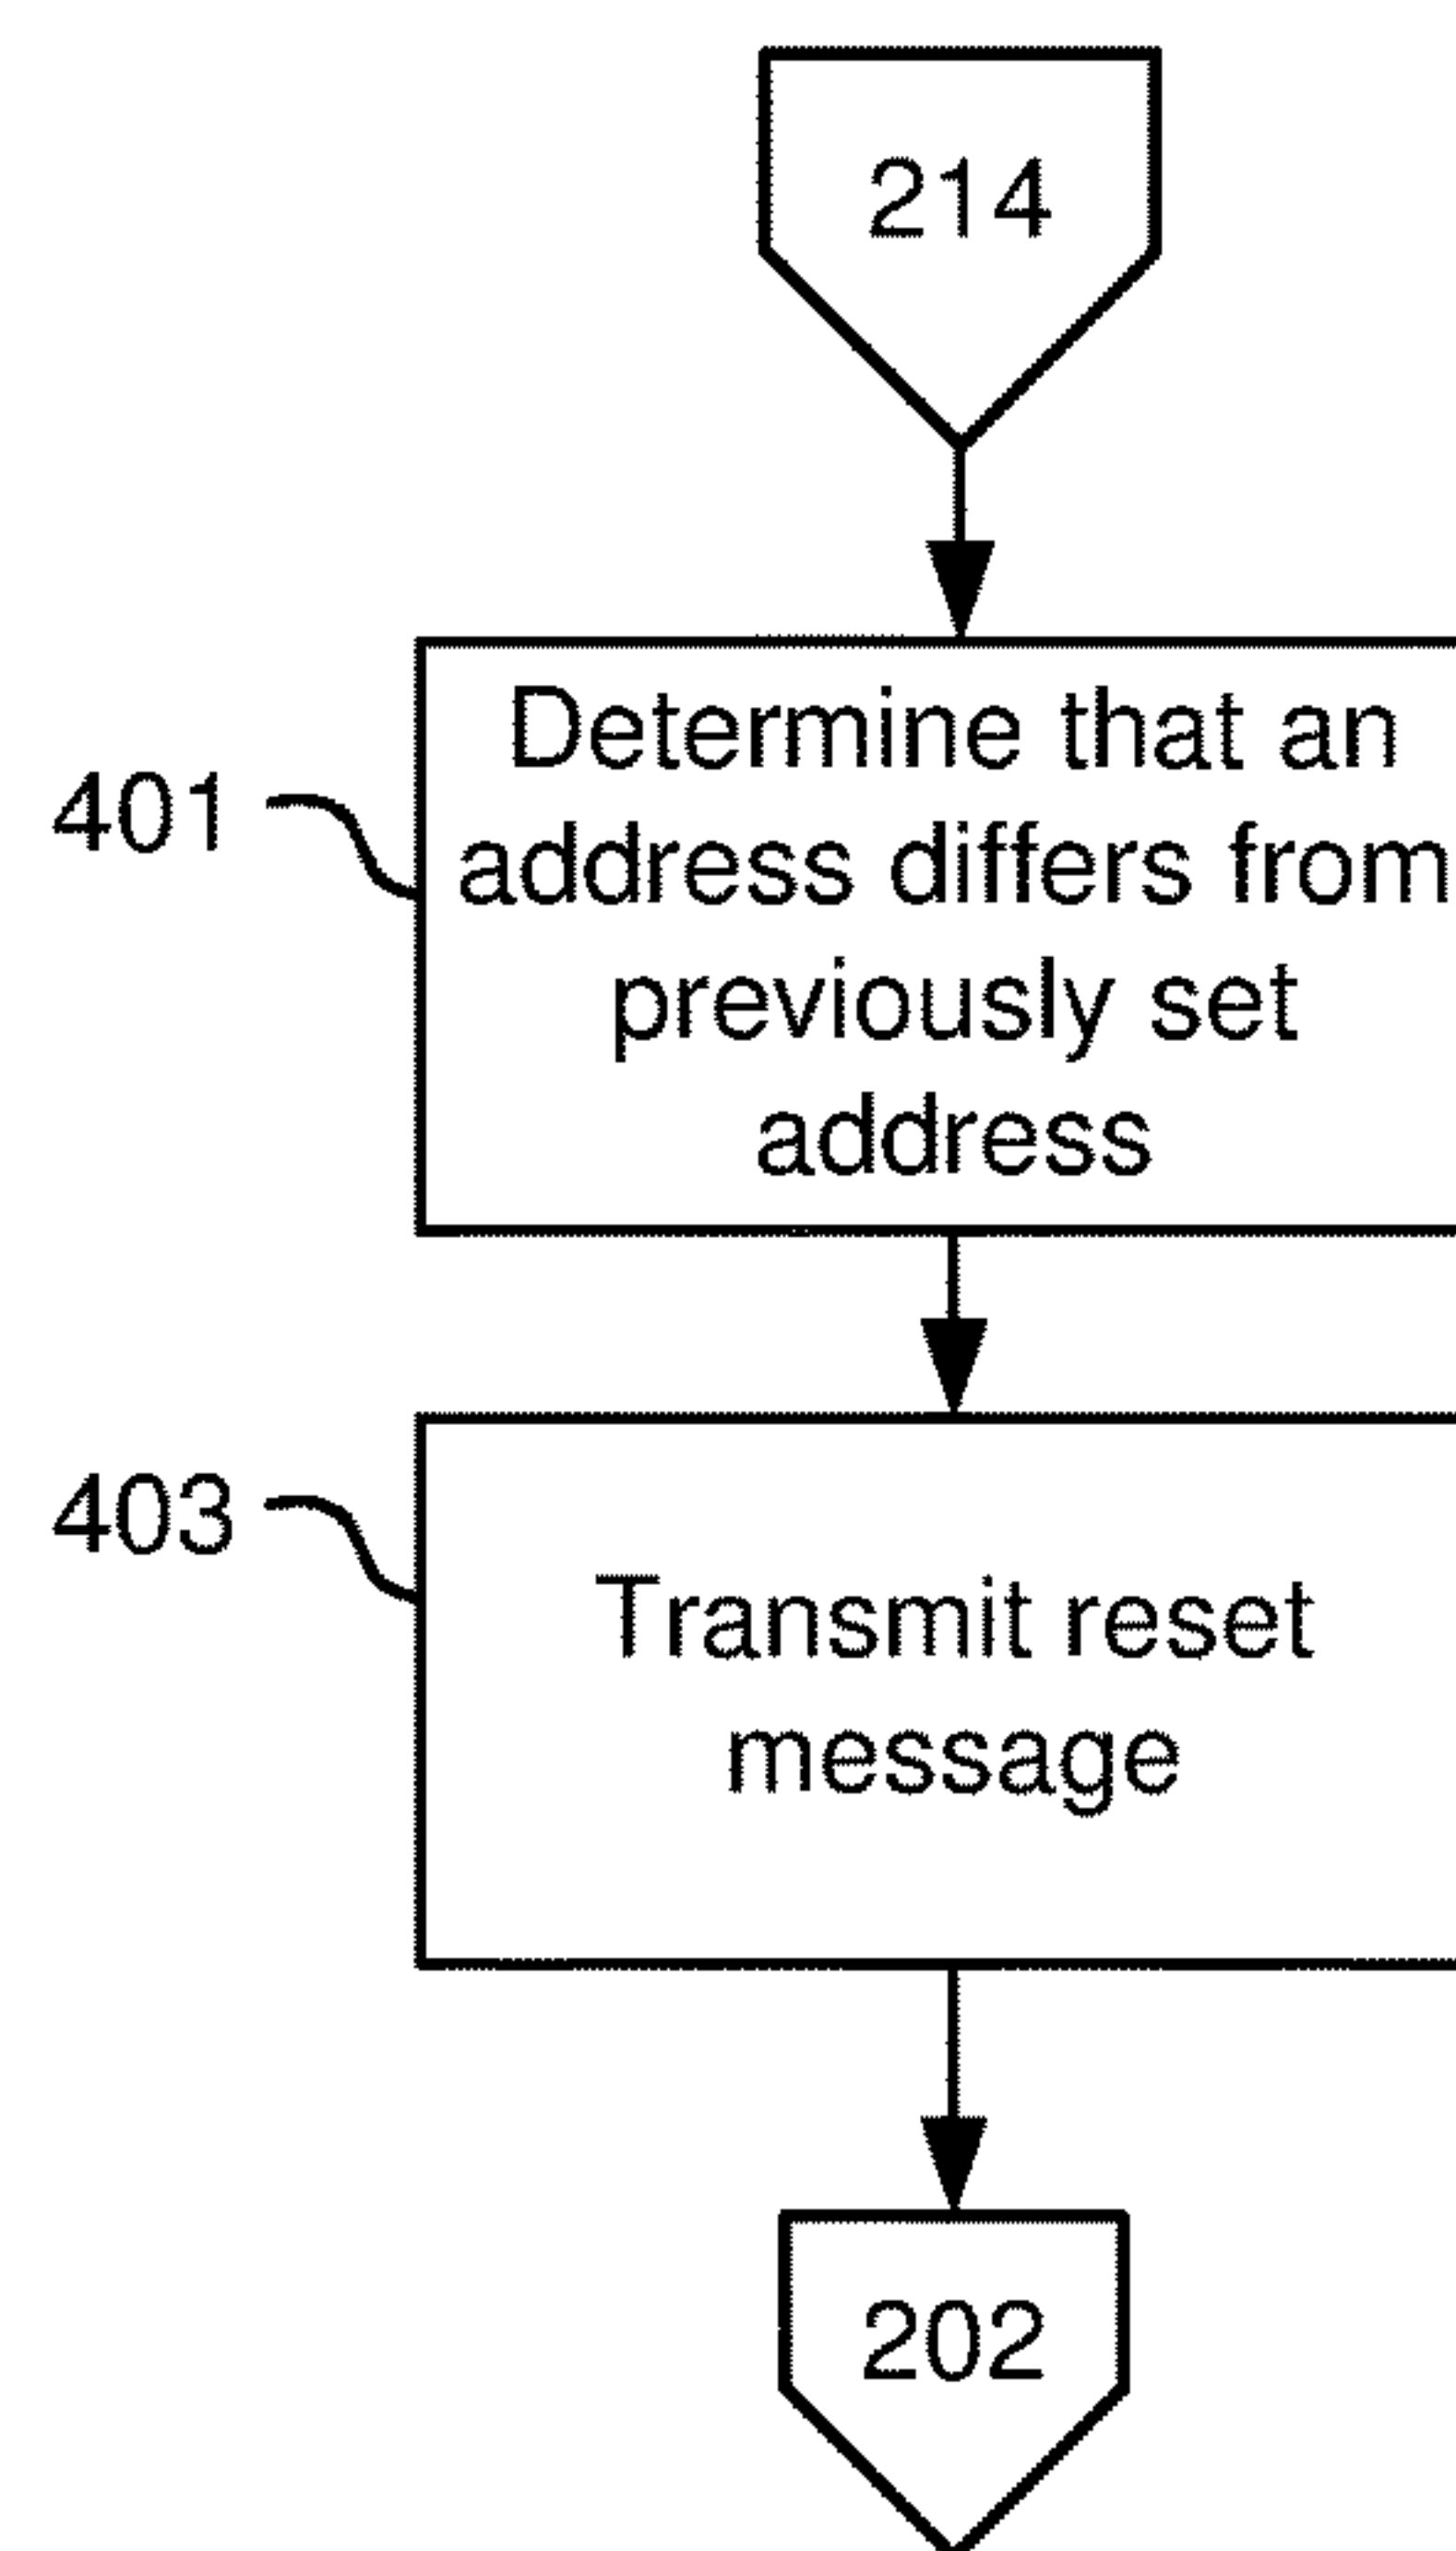 214
401
Determine that an
address differs from
previously set
address
403
Transmit reset
message
202